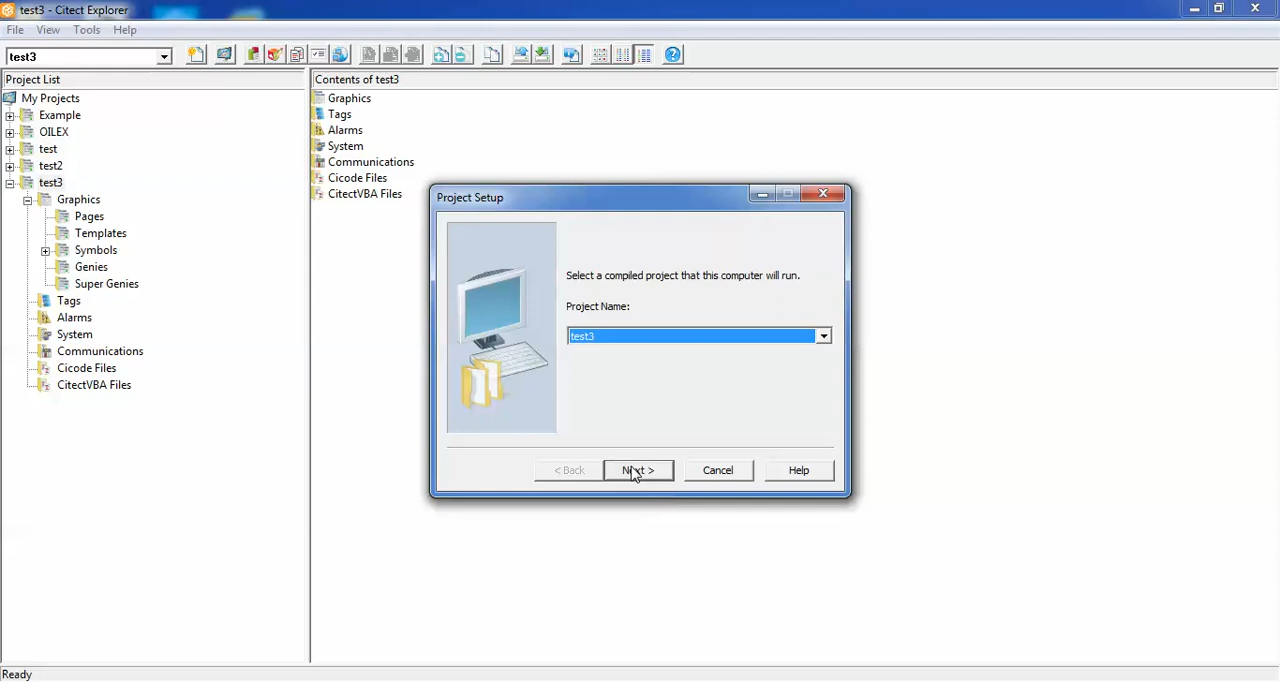 test3 - Citect Explorer
File View Tools Help
test3
Project List
Contents of test3
My Projects
Example
OILEX
test
test2
test3
Graphics
Pages
Templates
Symbols
Genies
Super Genies
Tags
Alarms
System
Communications
Cicode Files
CitectVBA Files
Graphics
Tags
Alarms
System
Communications
Cicode Files
CitectVBA Files
Project Setup
Select a compiled project that this computer will run.
Project Name:
test3
< Back Next > Cancel Help
Ready